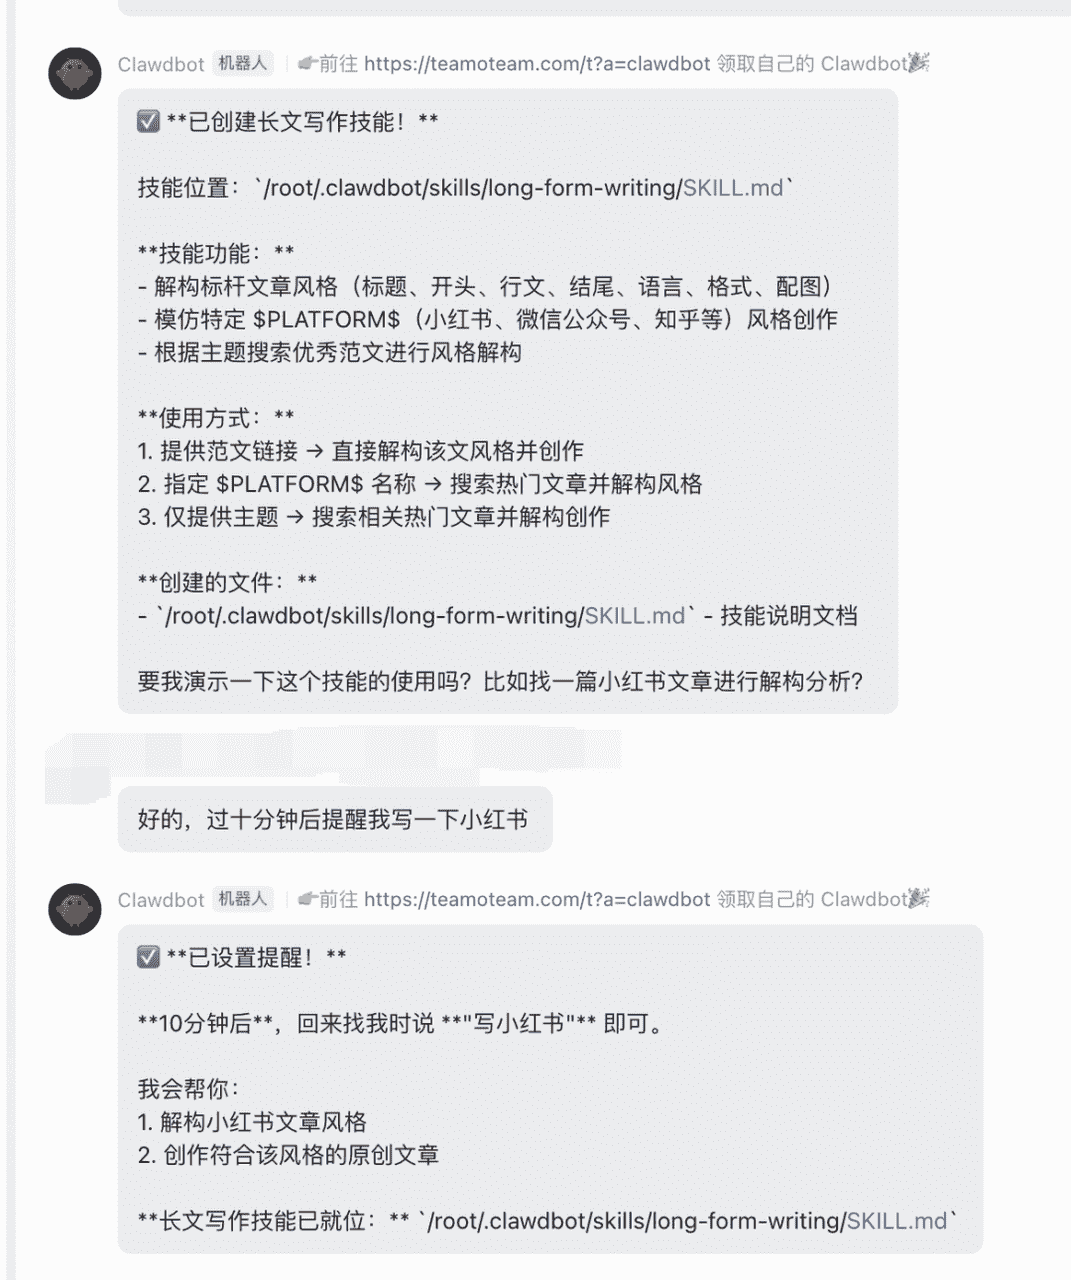 Clawdbot 机器人 👉前往 https://teamoteam.com/t?a=clawdbot 领取自己的 Clawdbot🎉
☑ **已创建长文写作技能！**
技能位置：`/root/.clawdbot/skills/long-form-writing/SKILL.md`
**技能功能：**
- 解构标杆文章风格（标题、开头、行文、结尾、语言、格式、配图）
- 模仿特定 $PLATFORM$（小红书、微信公众号、知乎等）风格创作
- 根据主题搜索优秀范文进行风格解构
**使用方式：**
1. 提供范文链接 → 直接解构该文风格并创作
2. 指定 $PLATFORM$ 名称 → 搜索热门文章并解构风格
3. 仅提供主题 → 搜索相关热门文章并解构创作
**创建的文件：**
- `/root/.clawdbot/skills/long-form-writing/SKILL.md` - 技能说明文档
要我演示一下这个技能的使用吗？比如找一篇小红书文章进行解构分析？
好的，过十分钟后提醒我写一下小红书
Clawdbot 机器人 👉前往 https://teamoteam.com/t?a=clawdbot 领取自己的 Clawdbot🎉
☑ **已设置提醒！**
**10分钟后**，回来找我时说 **"写小红书"** 即可。
我会帮你：
1. 解构小红书文章风格
2. 创作符合该风格的原创文章
**长文写作技能已就位：** `/root/.clawdbot/skills/long-form-writing/SKILL.md`